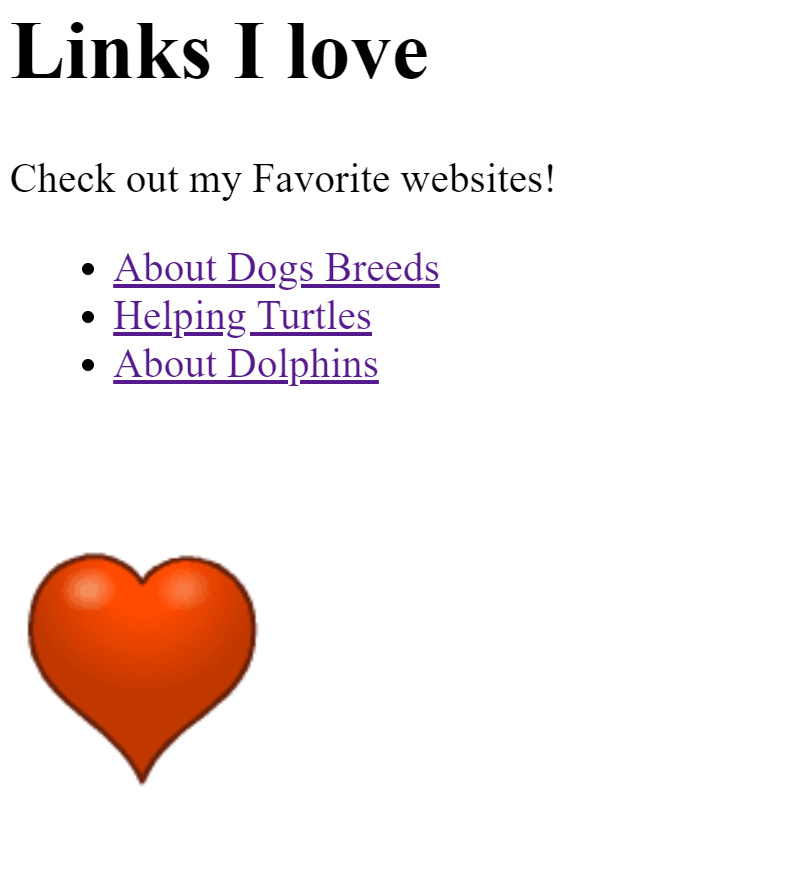 Links I love
Check out my Favorite websites!
About Dogs Breeds
Helping Turtles
About Dolphins